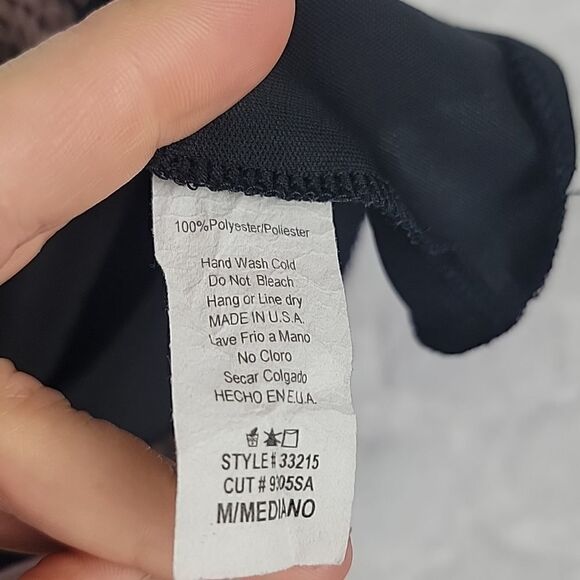 100%Polyester/Poliester
Hand Wash Cold
Do Not Bleach
Hang or Line dry
MADE IN U.S.A.
Lave Frio a Mano
No Cloro
Secar Colgado
HECHO EN E.U.A.
STYLE# 33215
CUT #
M/MEDIANO